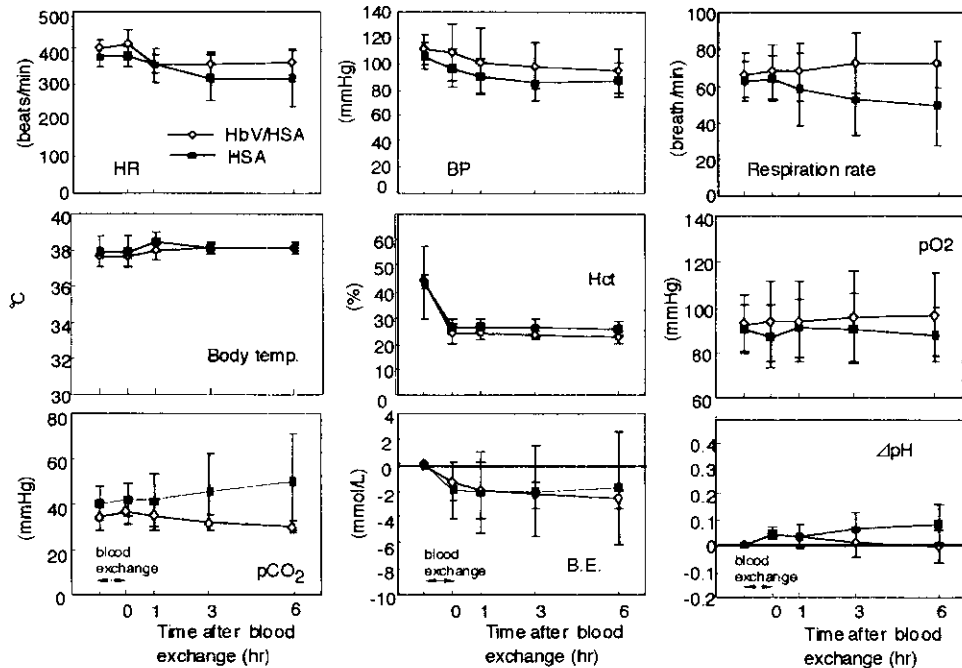 500
400
300
200
100
0
(beats/min)
HbV/HSA
HSA
HR
140
120
100
80
60
40
20
0
(mmHg)
BP
100
80
60
40
0
(breath/min)
Respiration rate
40
38
36
34
32
30
℃
Body temp.
60
50
40
30
20
10
0
(%)
Hct
140
120
100
80
60
(mmHg)
pO2
80
60
40
20
0
(mmHg)
blood
exchange
pCO2
0 1 3 6
Time after blood
exchange (hr)
4
2
0
-2
-4
-6
-8
-10
(mmol/L)
blood
exchange
B.E.
0 1 3 6
Time after blood
exchange (hr)
0.4
0.3
0.2
0.1
0
-0.1
-0.2
ΔpH
blood
exchange
0 1 3 6
Time after blood
exchange (hr)